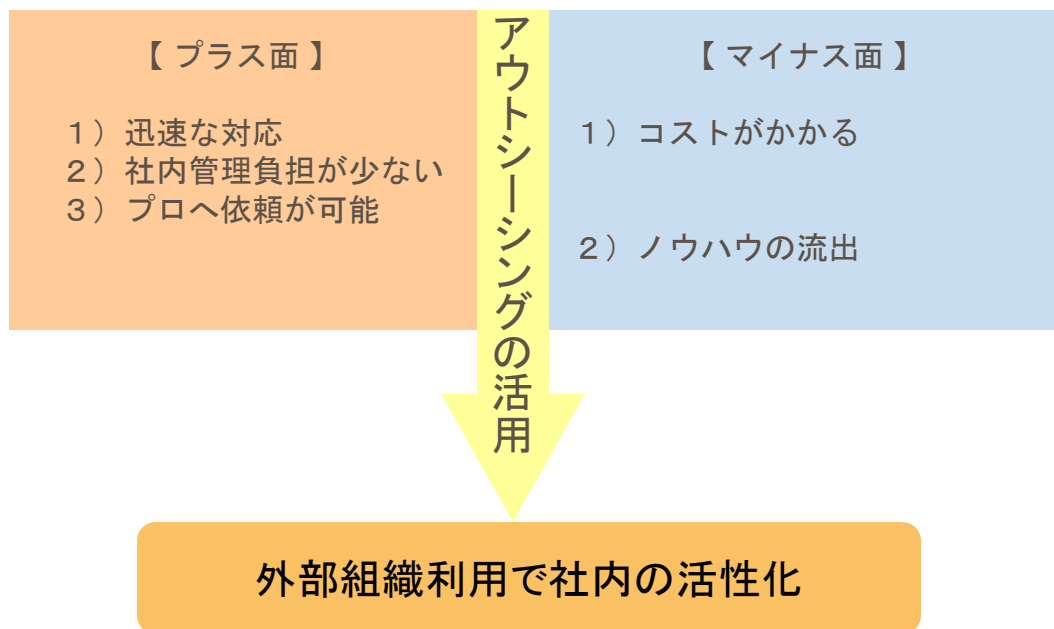 【 プラス面 】
1）迅速な対応
2）社内管理負担が少ない
3）プロへ依頼が可能
アウトシーシングの活用
【 マイナス面 】
1）コストがかかる
2）ノウハウの流出
外部組織利用で社内の活性化